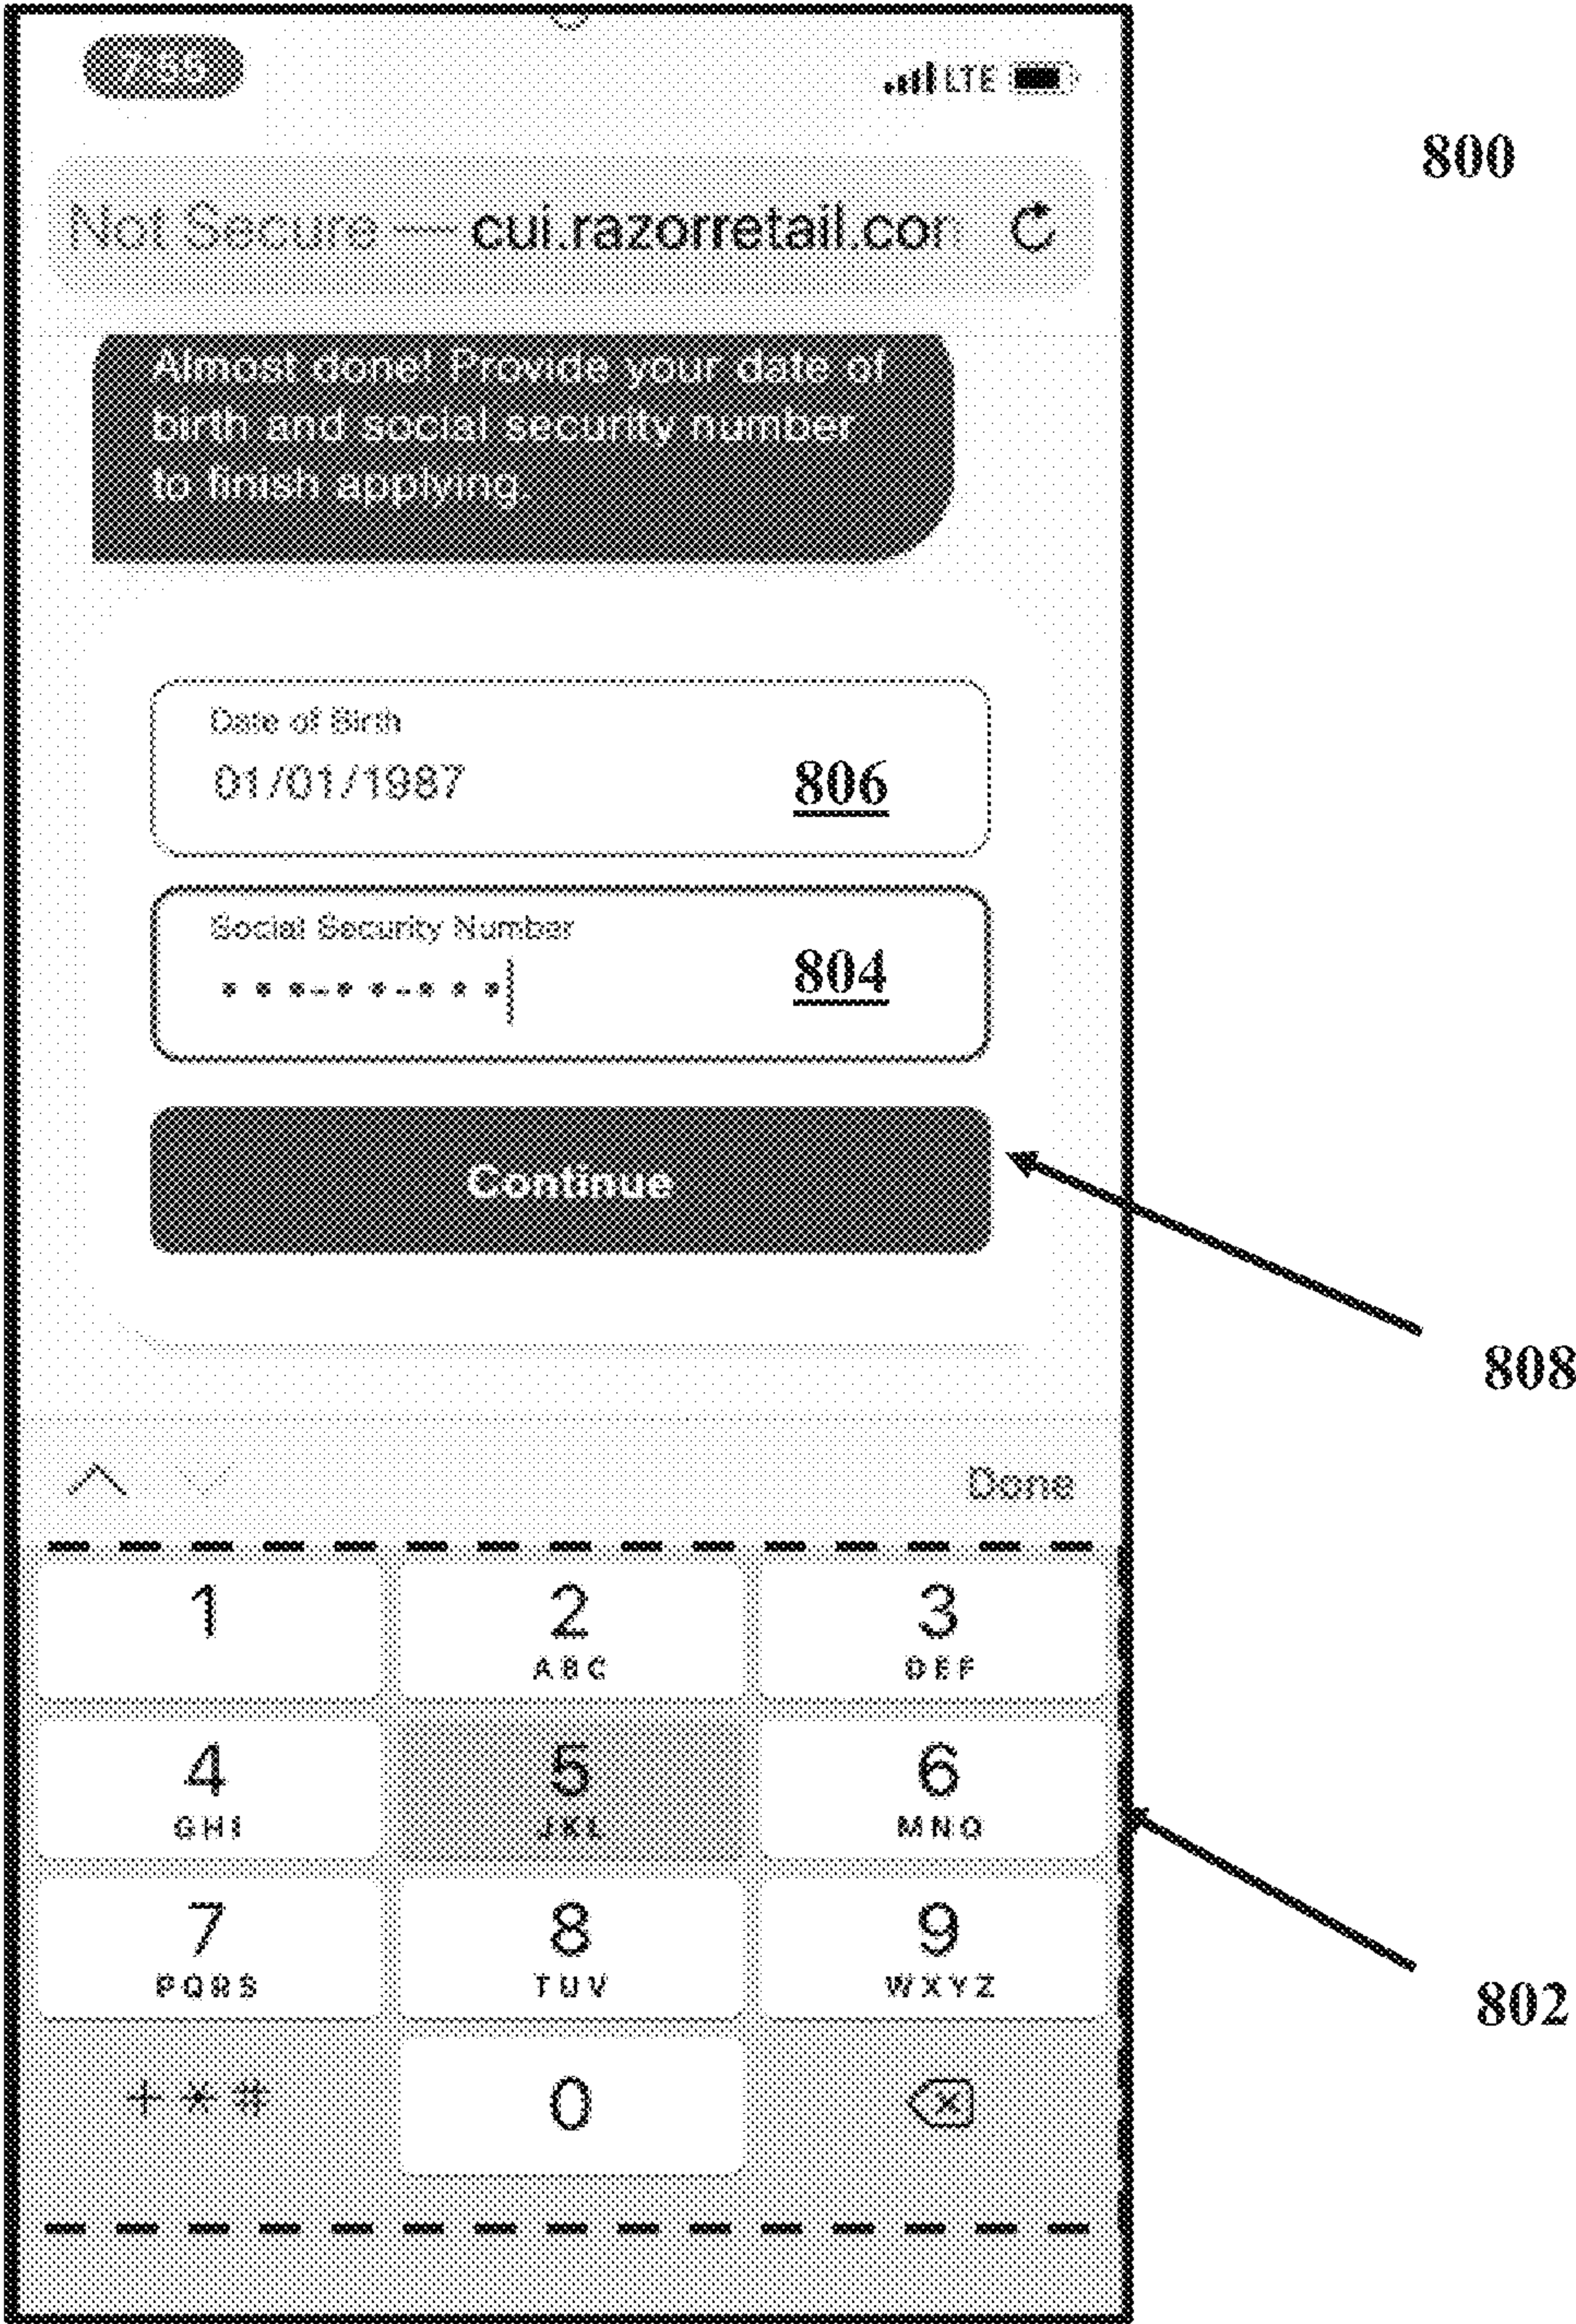 7:55
LTE
800
Not Secure — cui.razorretail.com
Almost done! Provide your date of
birth and social security number
to finish applying.
Date of Birth
01/01/1987
806
Social Security Number
•••-••-•••
804
Continue
808
Done
1
2
3
ABC
DEF
4
5
6
GHI
JKL
MNO
802
7
8
9
PQRS
TUV
WXYZ
+*#
0